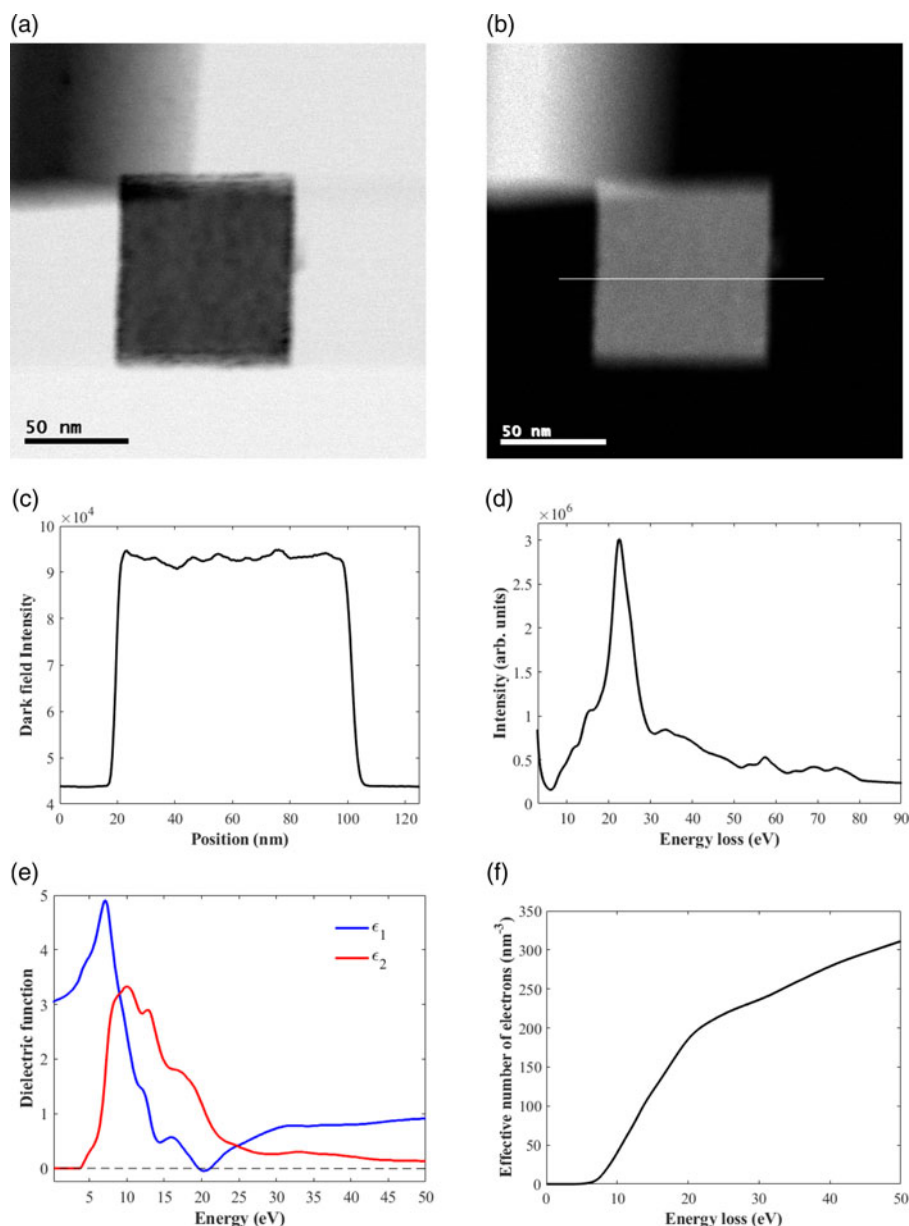 (a)
(b)
50 nm
50 nm
(c)
(d)
×10⁴
10
9
8
7
6
5
4
0 20 40 60 80 100 120
Dark field Intensity
Position (nm)
×10⁶
3
2.5
2
1.5
1
0.5
0
10 20 30 40 50 60 70 80 90
Intensity (arb. units)
Energy loss (eV)
(e)
(f)
5
4
3
2
1
0
5 10 15 20 25 30 35 40 45 50
Dielectric function
Energy (eV)
ϵ₁
ϵ₂
350
300
250
200
150
100
50
0
0 10 20 30 40 50
Effective number of electrons (nm⁻³)
Energy loss (eV)